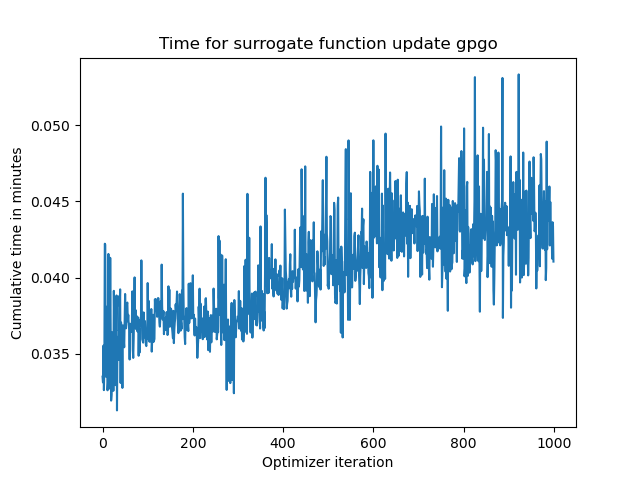 Time for surrogate function update gpgo
0.050
0.045
0.040
0.035
Cumulative time in minutes
0 200 400 600 800 1000
Optimizer iteration